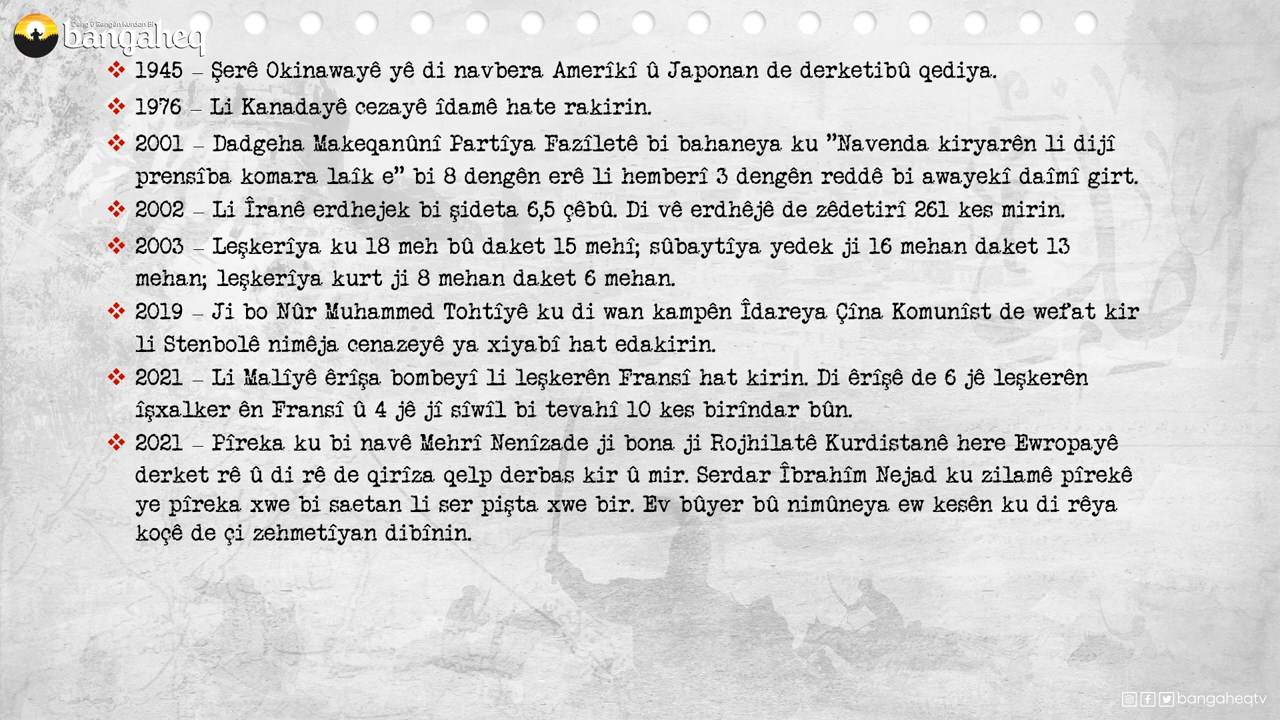 Deng û Rengên Kurdan Bi
bangaheq
1945 – Şerê Okinawayê yê di navbera Amerîkî û Japonan de derketibû qediya.
1976 – Li Kanadayê cezayê îdamê hate rakirin.
2001 – Dadgeha Makeqanûnî Partîya Fazîletê bi bahaneya ku "Navenda kiryarên li dijî
prensîba komara laîk e" bi 8 dengên erê li hemberî 3 dengên reddê bi awayekî daîmî girt.
2002 – Li Îranê erdhejek bi şideta 6,5 çêbû. Di vê erdhêjê de zêdetirî 261 kes mirin.
2003 – Leşkerîya ku 18 meh bû daket 15 mehî; sûbaytîya yedek ji 16 mehan daket 13
mehan; leşkerîya kurt ji 8 mehan daket 6 mehan.
2019 – Ji bo Nûr Muhammed Tohtîyê ku di wan kampên Îdareya Çîna Komunîst de wefat kir
li Stenbolê nimêja cenazeyê ya xiyabî hat edakirin.
2021 – Li Malîyê êrîşa bombeyî li leşkerên Fransî hat kirin. Di êrîşê de 6 jê leşkerên
îşxalker ên Fransî û 4 jê jî sîwîl bi tevahî 10 kes birîndar bûn.
2021 – Pîreka ku bi navê Mehrî Nenîzade ji bona ji Rojhilatê Kurdistanê here Ewropayê
derket rê û di rê de qirîza qelp derbas kir û mir. Serdar Îbrahîm Nejad ku zilamê pîrekê
ye pîreka xwe bi saetan li ser pişta xwe bir. Ev bûyer bû nimûneya ew kesên ku di rêya
koçê de çi zehmetîyan dibînin.
bangaheqtv